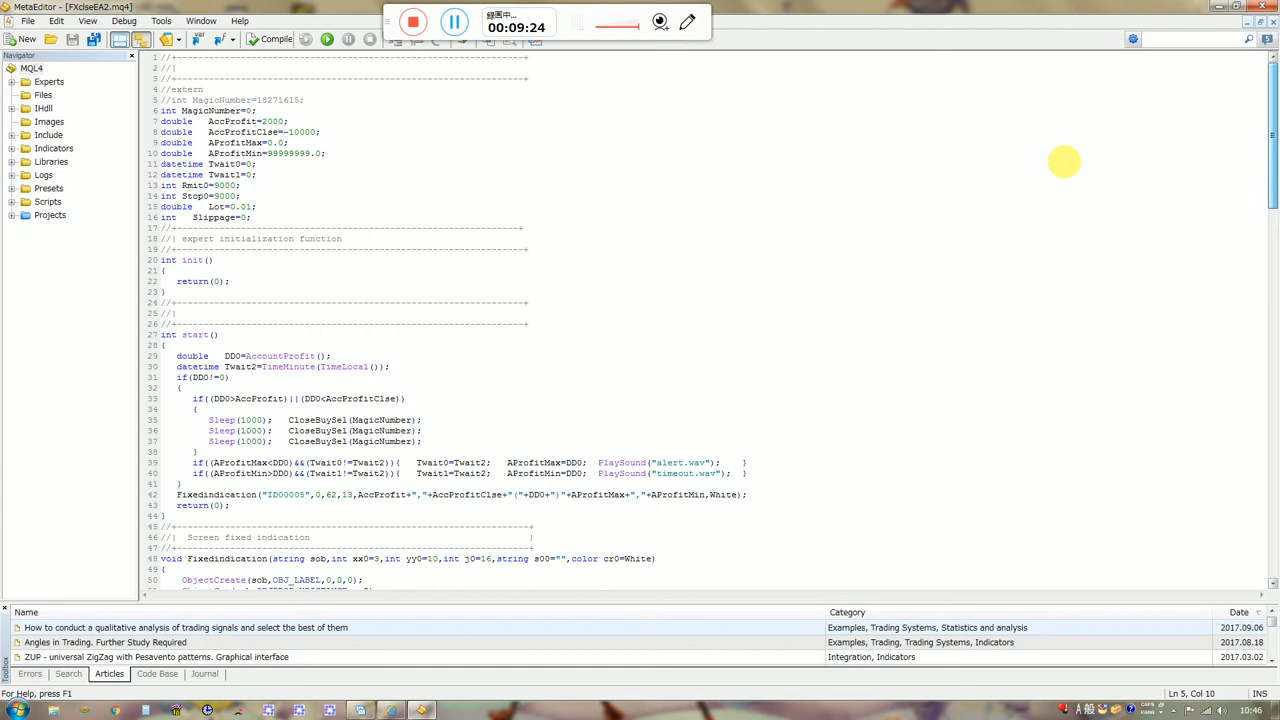 MetaEditor - [FXclseEA2.mq4]
File Edit View Debug Tools Window Help
録画中...
00:09:24
New
Compile
Navigator
MQL4
Experts
Files
IHdll
Images
Include
Indicators
Libraries
Logs
Presets
Scripts
Projects
1 //+------------------------------------------------------------------+
2 //|
3 //+------------------------------------------------------------------+
4 //extern
5 //int MagicNumber=18271615;
6 int MagicNumber=0;
7 double   AccProfit=2000;
8 double   AccProfitClse=-10000;
9 double   AProfitMax=0.0;
10 double   AProfitMin=99999999.0;
11 datetime Twait0=0;
12 datetime Twait1=0;
13 int Rmit0=9000;
14 int Stop0=9000;
15 double   Lot=0.01;
16 int   Slippage=0;
17 //+-----------------------------------------------------------------+
18 //| expert initialization function
19 //+------------------------------------------------------------------+
20 int init()
21 {
22    return(0);
23 }
24 //+------------------------------------------------------------------+
25 //|
26 //+------------------------------------------------------------------+
27 int start()
28 {
29    double   DD0=AccountProfit();
30    datetime Twait2=TimeMinute(TimeLocal());
31    if(DD0!=0)
32    {
33       if((DD0>AccProfit)||(DD0<AccProfitClse))
34       {
35          Sleep(1000);   CloseBuySel(MagicNumber);
36          Sleep(1000);   CloseBuySel(MagicNumber);
37          Sleep(1000);   CloseBuySel(MagicNumber);
38       }
39       if((AProfitMax<DD0)&&(Twait0!=Twait2)){   Twait0=Twait2;   AProfitMax=DD0;  PlaySound("alert.wav");    }
40       if((AProfitMin>DD0)&&(Twait1!=Twait2)){   Twait1=Twait2;   AProfitMin=DD0;  PlaySound("timeout.wav");  }
41    }
42    Fixedindication("ID00005",0,62,13,AccProfit+","+AccProfitClse+"("+DD0+")"+AProfitMax+","+AProfitMin,White);
43    return(0);
44 }
45 //+-------------------------------------------------------------------+
46 //|  Screen fixed indication                                          |
47 //+-------------------------------------------------------------------+
48 void Fixedindication(string sob,int xx0=3,int yy0=10,int j0=16,string s00="",color cr0=White)
49 {
50     ObjectCreate(sob,OBJ_LABEL,0,0,0);
Name Category Date
How to conduct a qualitative analysis of trading signals and select the best of them Examples, Trading Systems, Statistics and analysis 2017.09.06
Angles in Trading. Further Study Required Examples, Trading, Trading Systems, Indicators 2017.08.18
ZUP - universal ZigZag with Pesavento patterns. Graphical interface Integration, Indicators 2017.03.02
Toolbox
Errors Search Articles Code Base Journal
For Help, press F1
Ln 5, Col 10 INS
A 般
CAPS
KANA
10:46